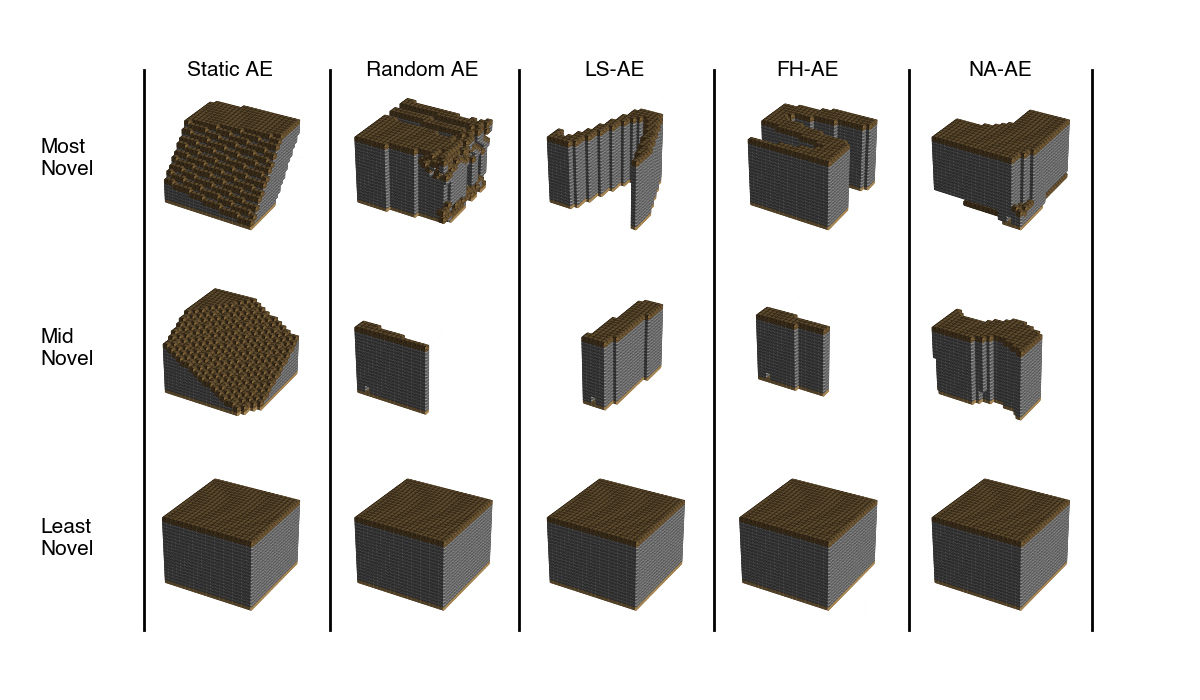 Static AE
Random AE
LS-AE
FH-AE
NA-AE
Most
Novel
Mid
Novel
Least
Novel